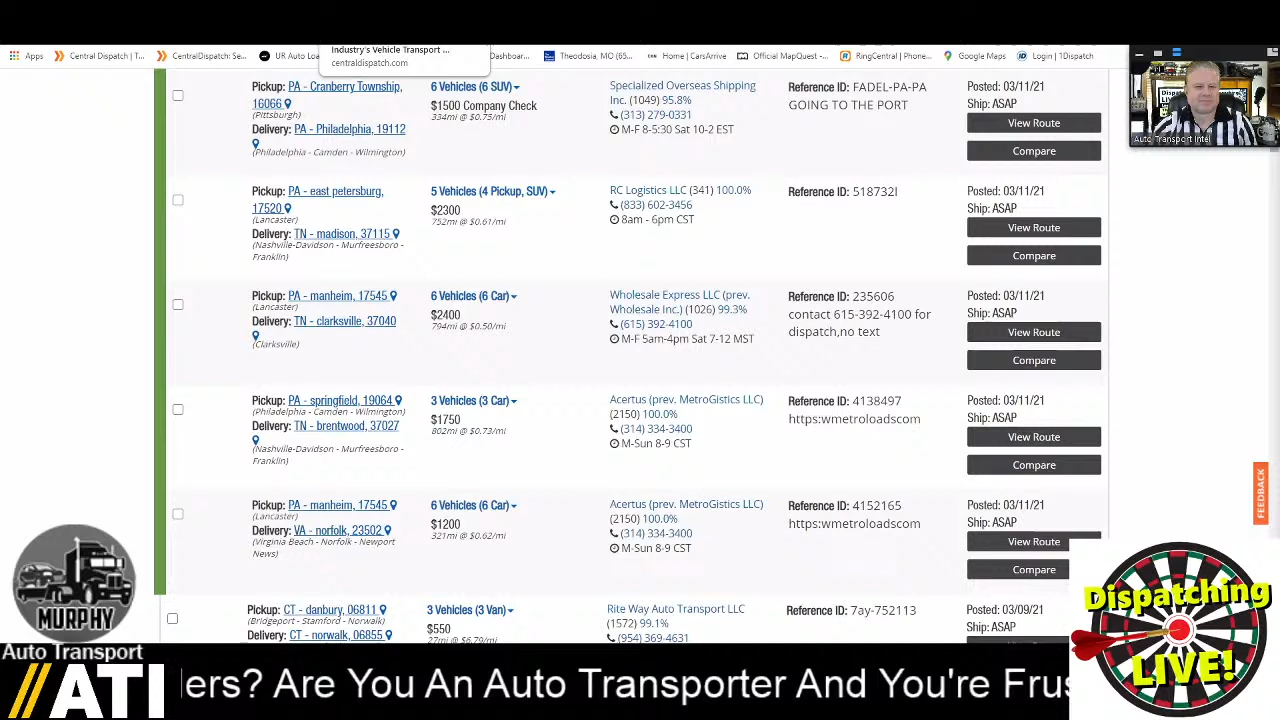 Industry's Vehicle Transport ...
centraldispatch.com
Apps
Central Dispatch | T...
CentralDispatch: Se...
UR Auto Loa
Dashboar...
Theodosia, MO (65...
Home | CarsArrive
Official MapQuest -...
RingCentral | Phone...
Google Maps
Login | 1Dispatch
Auto Transport Intel
Pickup: PA - Cranberry Township,
16066
(Pittsburgh)
Delivery: PA - Philadelphia, 19112
(Philadelphia - Camden - Wilmington)
6 Vehicles (6 SUV)
$1500 Company Check
334mi @ $0.75/mi
Specialized Overseas Shipping
Inc. (1049) 95.8%
(313) 279-0331
M-F 8-5:30 Sat 10-2 EST
Reference ID: FADEL-PA-PA
GOING TO THE PORT
Posted: 03/11/21
Ship: ASAP
View Route
Compare
Pickup: PA - east petersburg,
17520
(Lancaster)
Delivery: TN - madison, 37115
(Nashville-Davidson - Murfreesboro -
Franklin)
5 Vehicles (4 Pickup, SUV)
$2300
752mi @ $0.61/mi
RC Logistics LLC (341) 100.0%
(833) 602-3456
8am - 6pm CST
Reference ID: 518732I
Posted: 03/11/21
Ship: ASAP
View Route
Compare
Pickup: PA - manheim, 17545
(Lancaster)
Delivery: TN - clarksville, 37040
(Clarksville)
6 Vehicles (6 Car)
$2400
794mi @ $0.50/mi
Wholesale Express LLC (prev.
Wholesale Inc.) (1026) 99.3%
(615) 392-4100
M-F 5am-4pm Sat 7-12 MST
Reference ID: 235606
contact 615-392-4100 for
dispatch,no text
Posted: 03/11/21
Ship: ASAP
View Route
Compare
Pickup: PA - springfield, 19064
(Philadelphia - Camden - Wilmington)
Delivery: TN - brentwood, 37027
(Nashville-Davidson - Murfreesboro -
Franklin)
3 Vehicles (3 Car)
$1750
802mi @ $0.73/mi
Acertus (prev. MetroGistics LLC)
(2150) 100.0%
(314) 334-3400
M-Sun 8-9 CST
Reference ID: 4138497
https:wmetroloadscom
Posted: 03/11/21
Ship: ASAP
View Route
Compare
Pickup: PA - manheim, 17545
(Lancaster)
Delivery: VA - norfolk, 23502
(Virginia Beach - Norfolk - Newport
News)
6 Vehicles (6 Car)
$1200
321mi @ $0.62/mi
Acertus (prev. MetroGistics LLC)
(2150) 100.0%
(314) 334-3400
M-Sun 8-9 CST
Reference ID: 4152165
https:wmetroloadscom
Posted: 03/11/21
Ship: ASAP
View Route
Compare
Pickup: CT - danbury, 06811
(Bridgeport - Stamford - Norwalk)
Delivery: CT - norwalk, 06855
3 Vehicles (3 Van)
$550
27mi @ $6.79/mi
Rite Way Auto Transport LLC
(1572) 99.1%
(954) 369-4631
Reference ID: 7ay-752113
Posted: 03/09/21
Ship: ASAP
FEEDBACK
MURPHY
Auto Transport
//ATI
Dispatching
LIVE!
ders? Are You An Auto Transporter And You're Frus